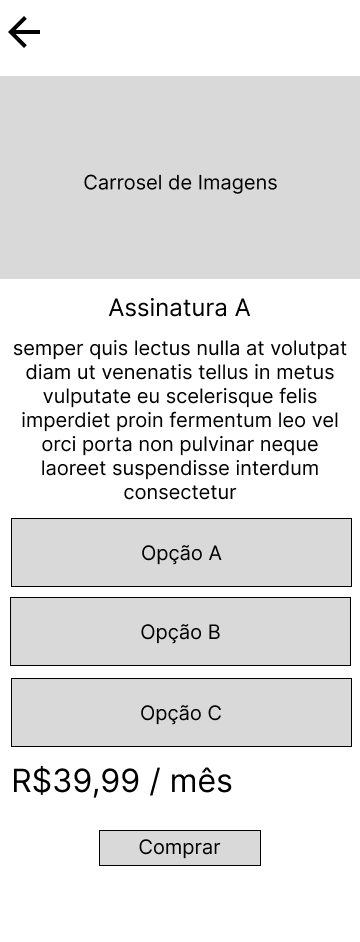 Carrosel de Imagens
Assinatura A
semper quis lectus nulla at volutpat
diam ut venenatis tellus in metus
vulputate eu scelerisque felis
imperdiet proin fermentum leo vel
orci porta non pulvinar neque
laoreet suspendisse interdum
consectetur
Opção A
Opção B
Opção C
R$39,99 / mês
Comprar